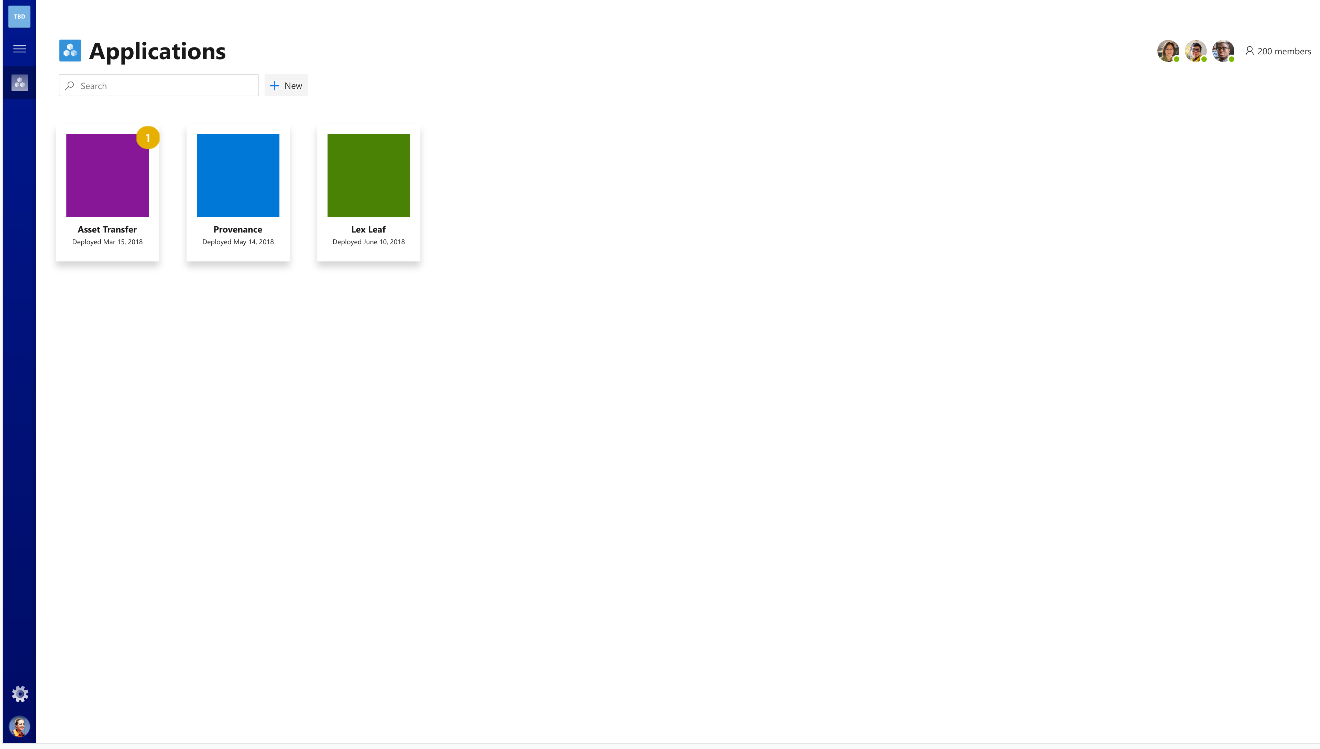 TBD
Applications
200 members
Search
New
1
Asset Transfer
Deployed Mar 15, 2018
Provenance
Deployed May 14, 2018
Lex Leaf
Deployed June 10, 2018